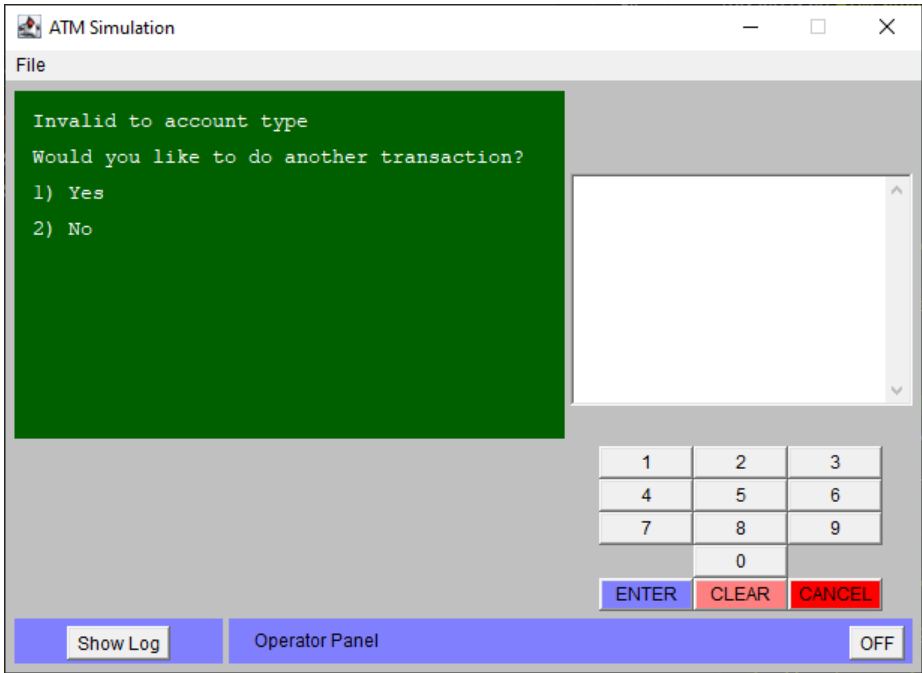 ATM Simulation
File
Invalid to account type
Would you like to do another transaction?
1) Yes
2) No
1 2 3
4 5 6
7 8 9
0
ENTER CLEAR CANCEL
Show Log Operator Panel OFF